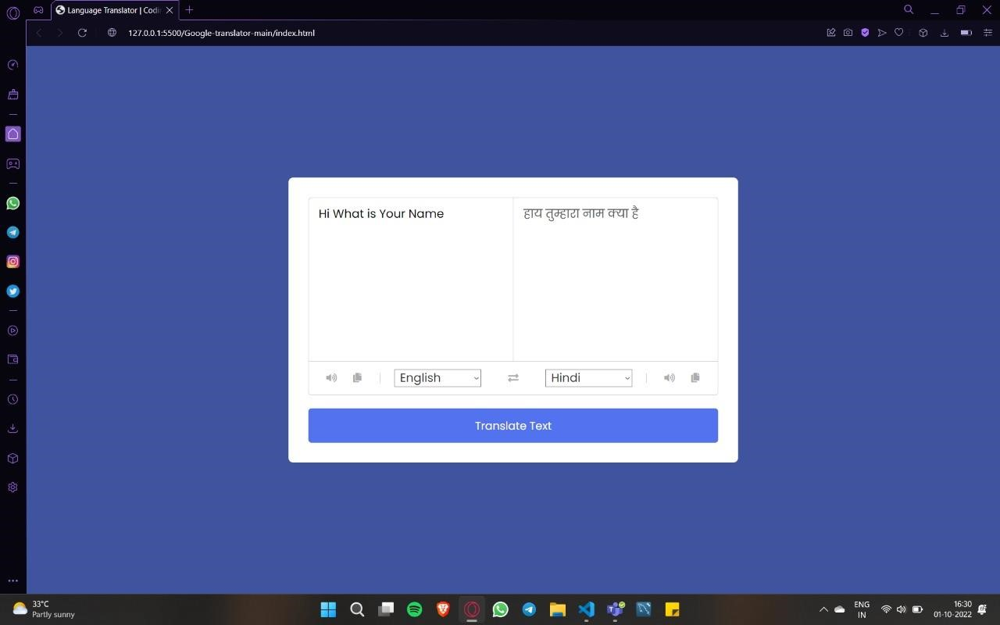 Language Translator | Codi
127.0.0.1:5500/Google-translator-main/index.html
Hi What is Your Name
हाय तुम्हारा नाम क्या है
English
Hindi
Translate Text
33°C
Partly sunny
ENG
IN
16:30
01-10-2022